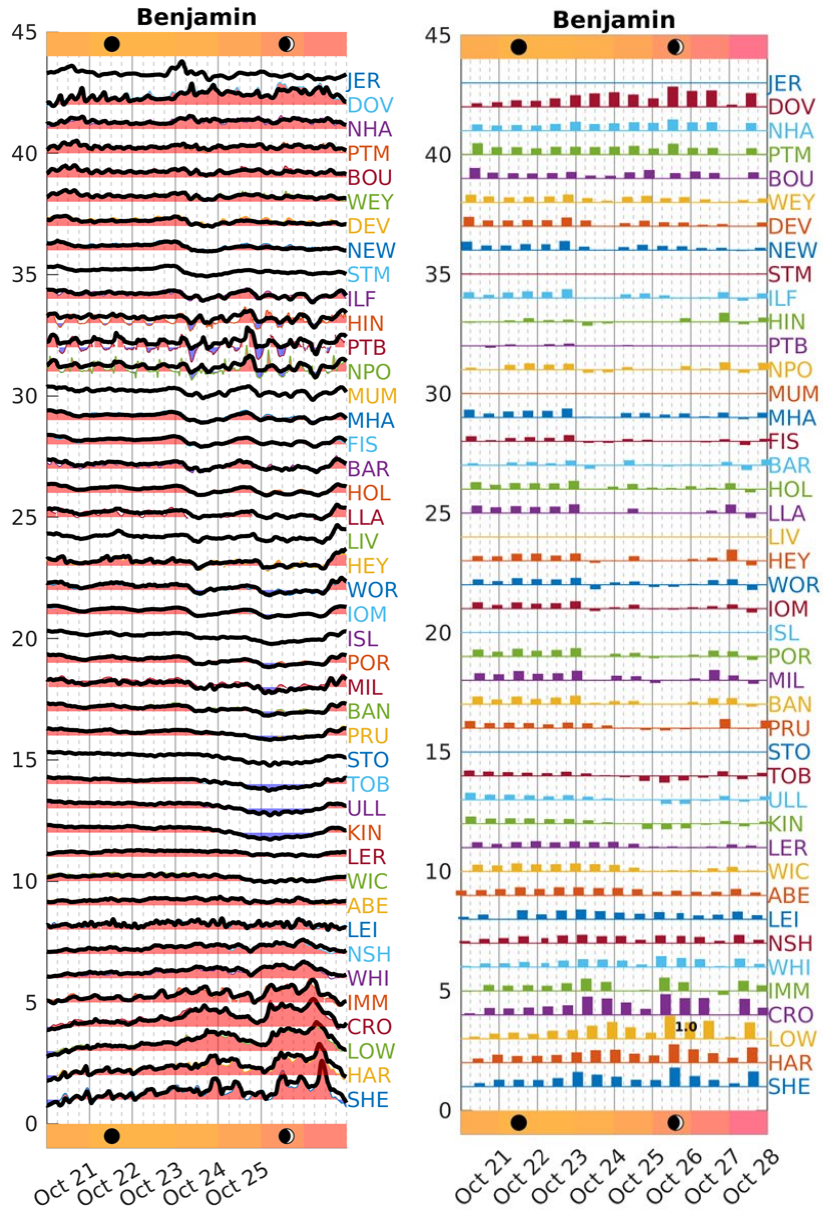 Benjamin
45
JER
DOV
NHA
40
PTM
BOU
WEY
DEV
NEW
35
STM
ILF
HIN
PTB
NPO
30
MUM
MHA
FIS
BAR
HOL
25
LLA
LIV
HEY
WOR
IOM
20
ISL
POR
MIL
BAN
PRU
15
STO
TOB
ULL
KIN
LER
10
WIC
ABE
LEI
NSH
WHI
5
IMM
CRO
LOW
HAR
SHE
0
Oct 21
Oct 22
Oct 23
Oct 24
Oct 25
Benjamin
45
JER
DOV
NHA
40
PTM
BOU
WEY
DEV
NEW
35
STM
ILF
HIN
PTB
NPO
30
MUM
MHA
FIS
BAR
HOL
25
LLA
LIV
HEY
WOR
IOM
20
ISL
POR
MIL
BAN
PRU
15
STO
TOB
ULL
KIN
LER
10
WIC
ABE
LEI
NSH
WHI
5
IMM
CRO
1.0
LOW
HAR
SHE
0
Oct 21
Oct 22
Oct 23
Oct 24
Oct 25
Oct 26
Oct 27
Oct 28